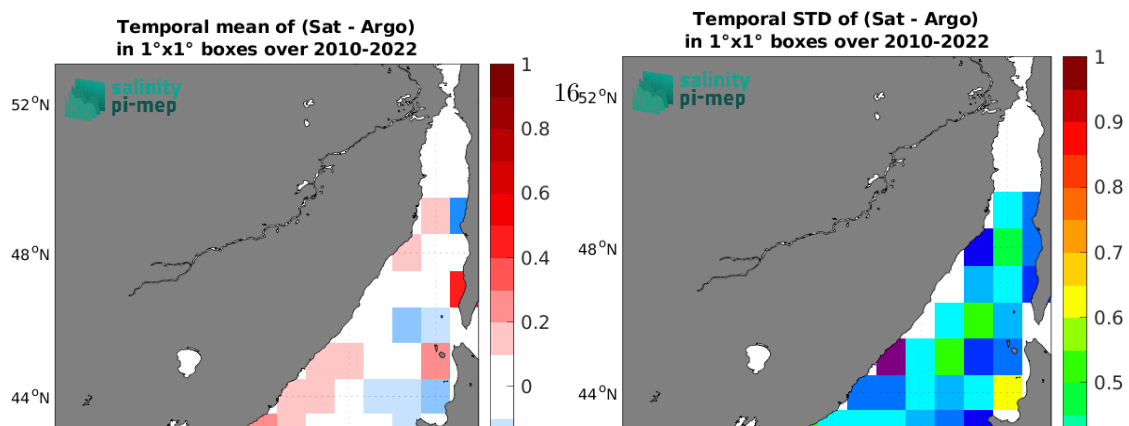 Temporal mean of (Sat - Argo)
in 1°x1° boxes over 2010-2022
salinity
pi-mep
52°N
48°N
44°N
1
0.8
0.6
0.4
0.2
0
16
Temporal STD of (Sat - Argo)
in 1°x1° boxes over 2010-2022
salinity
pi-mep
52°N
48°N
44°N
1
0.9
0.8
0.7
0.6
0.5